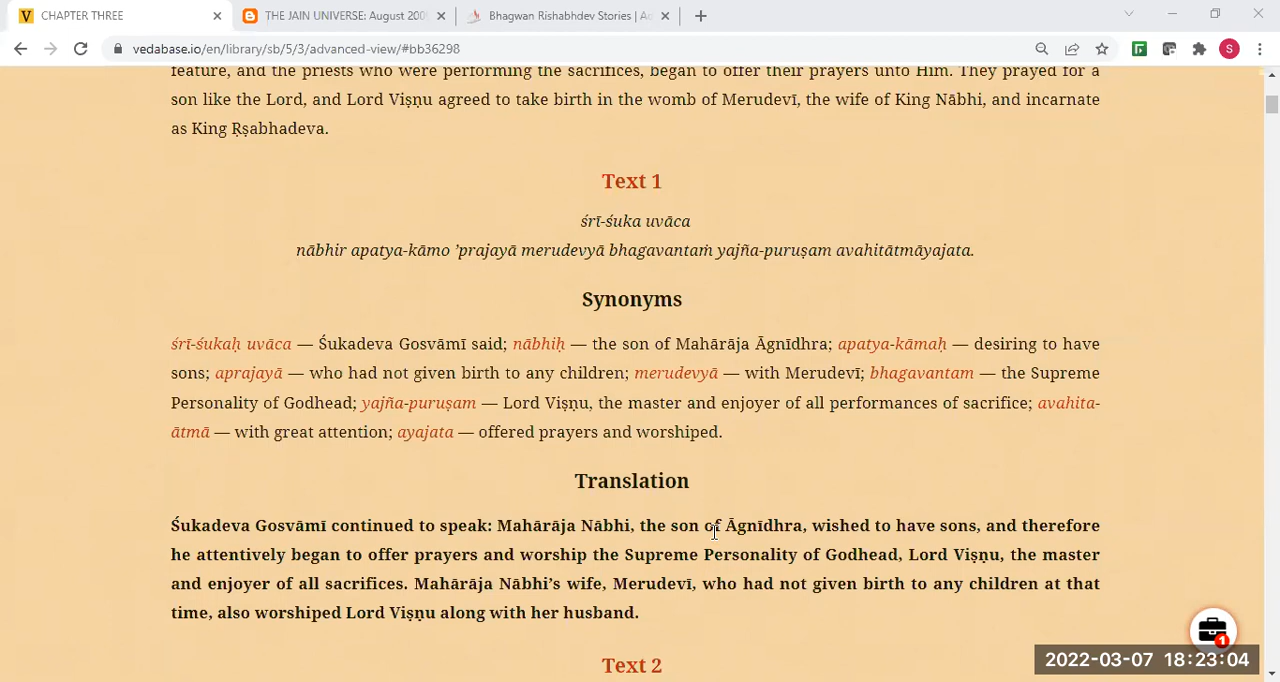 CHAPTER THREE
THE JAIN UNIVERSE: August 200
Bhagwan Rishabhdev Stories | A
vedabase.io/en/library/sb/5/3/advanced-view/#bb36298
S
feature, and the priests who were performing the sacrifices, began to offer their prayers unto Him. They prayed for a
son like the Lord, and Lord Viṣṇu agreed to take birth in the womb of Merudevī, the wife of King Nābhi, and incarnate
as King Ṛṣabhadeva.
Text 1
śrī-śuka uvāca
nābhir apatya-kāmo ’prajayā merudevyā bhagavantaṁ yajña-puruṣam avahitātmāyajata.
Synonyms
śrī-śukaḥ uvāca — Śukadeva Gosvāmī said; nābhiḥ — the son of Mahārāja Āgnīdhra; apatya-kāmaḥ — desiring to have
sons; aprajayā — who had not given birth to any children; merudevyā — with Merudevī; bhagavantam — the Supreme
Personality of Godhead; yajña-puruṣam — Lord Viṣṇu, the master and enjoyer of all performances of sacrifice; avahita-
ātmā — with great attention; ayajata — offered prayers and worshiped.
Translation
Śukadeva Gosvāmī continued to speak: Mahārāja Nābhi, the son of Āgnīdhra, wished to have sons, and therefore
he attentively began to offer prayers and worship the Supreme Personality of Godhead, Lord Viṣṇu, the master
and enjoyer of all sacrifices. Mahārāja Nābhi’s wife, Merudevī, who had not given birth to any children at that
time, also worshiped Lord Viṣṇu along with her husband.
1
2022-03-07 18:23:04
Text 2